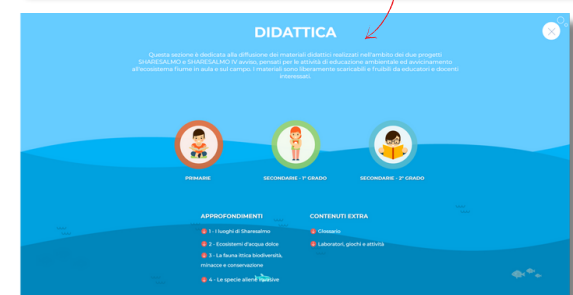 DIDATTICA
Questa sezione è dedicata alla diffusione dei materiali didattici realizzati nell'ambito dei due progetti
SHARESALMO e SHARESALMO IV avviso, pensati per le attività di educazione ambientale ed avvicinamento
all'ecosistema fiume in aula e sul campo. I materiali sono liberamente scaricabili e fruibili da educatori e docenti
interessati.
PRIMARIE
SECONDARIE - 1° GRADO
SECONDARIE - 2° GRADO
APPROFONDIMENTI
1 - I luoghi di Sharesalmo
2 - Ecosistemi d'acqua dolce
3 - La fauna ittica biodiversità,
minacce e conservazione
4 - Le specie aliene invasive
CONTENUTI EXTRA
Glossario
Laboratori, giochi e attività